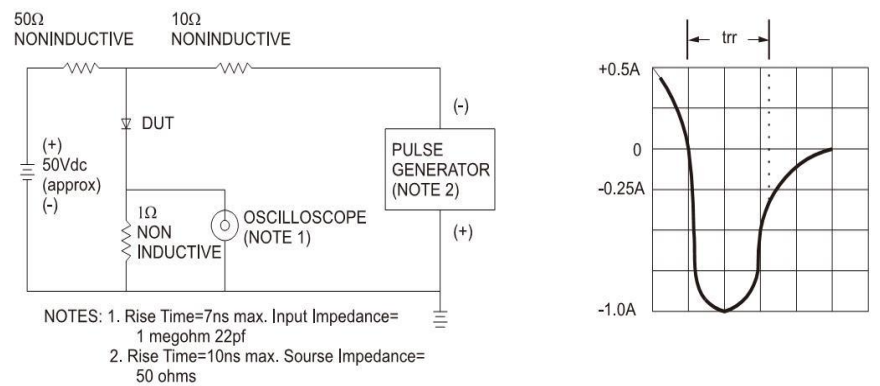 50Ω
NONINDUCTIVE
10Ω
NONINDUCTIVE
DUT
(+)
50Vdc
(approx)
(-)
1Ω
NON
INDUCTIVE
OSCILLOSCOPE
(NOTE 1)
(-)
PULSE
GENERATOR
(NOTE 2)
(+)
NOTES: 1. Rise Time=7ns max. Input Impedance=
1 megohm 22pf
2. Rise Time=10ns max. Sourse Impedance=
50 ohms
trr
+0.5A
0
-0.25A
-1.0A